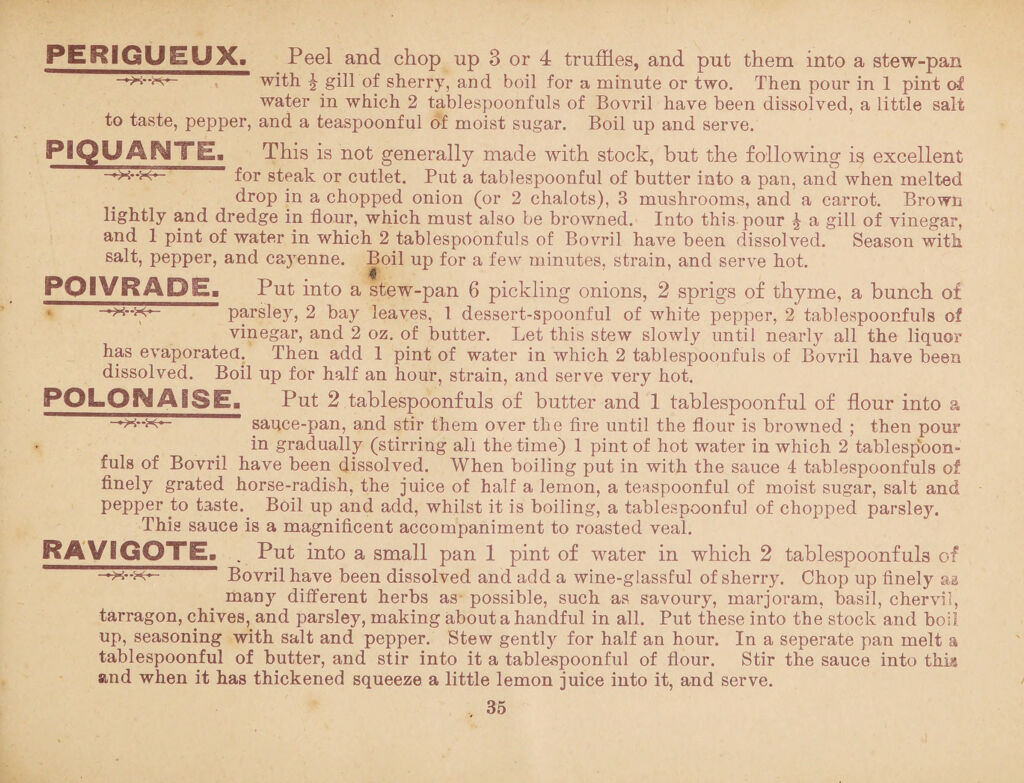 PERIGUEUX. Peel and chop up 3 or 4 truffles, and put them into a stew-pan
with ½ gill of sherry, and boil for a minute or two. Then pour in 1 pint of
water in which 2 tablespoonfuls of Bovril have been dissolved, a little salt
to taste, pepper, and a teaspoonful of moist sugar. Boil up and serve.
PIQUANTE. This is not generally made with stock, but the following is excellent
for steak or cutlet. Put a tablespoonful of butter into a pan, and when melted
drop in a chopped onion (or 2 chalots), 3 mushrooms, and a carrot. Brown
lightly and dredge in flour, which must also be browned. Into this pour ½ a gill of vinegar,
and 1 pint of water in which 2 tablespoonfuls of Bovril have been dissolved. Season with
salt, pepper, and cayenne. Boil up for a few minutes, strain, and serve hot.
POIVRADE. Put into a stew-pan 6 pickling onions, 2 sprigs of thyme, a bunch of
parsley, 2 bay leaves, 1 dessert-spoonful of white pepper, 2 tablespoonfuls of
vinegar, and 2 oz. of butter. Let this stew slowly until nearly all the liquor
has evaporated. Then add 1 pint of water in which 2 tablespoonfuls of Bovril have been
dissolved. Boil up for half an hour, strain, and serve very hot.
POLONAISE. Put 2 tablespoonfuls of butter and 1 tablespoonful of flour into a
sauce-pan, and stir them over the fire until the flour is browned ; then pour
in gradually (stirring all the time) 1 pint of hot water in which 2 tablespoon-
fuls of Bovril have been dissolved. When boiling put in with the sauce 4 tablespoonfuls of
finely grated horse-radish, the juice of half a lemon, a teaspoonful of moist sugar, salt and
pepper to taste. Boil up and add, whilst it is boiling, a tablespoonful of chopped parsley.
This sauce is a magnificent accompaniment to roasted veal.
RAVIGOTE. Put into a small pan 1 pint of water in which 2 tablespoonfuls of
Bovril have been dissolved and add a wine-glassful of sherry. Chop up finely as
many different herbs as possible, such as savoury, marjoram, basil, chervil,
tarragon, chives, and parsley, making about a handful in all. Put these into the stock and boil
up, seasoning with salt and pepper. Stew gently for half an hour. In a seperate pan melt a
tablespoonful of butter, and stir into it a tablespoonful of flour. Stir the sauce into this
and when it has thickened squeeze a little lemon juice into it, and serve.
35